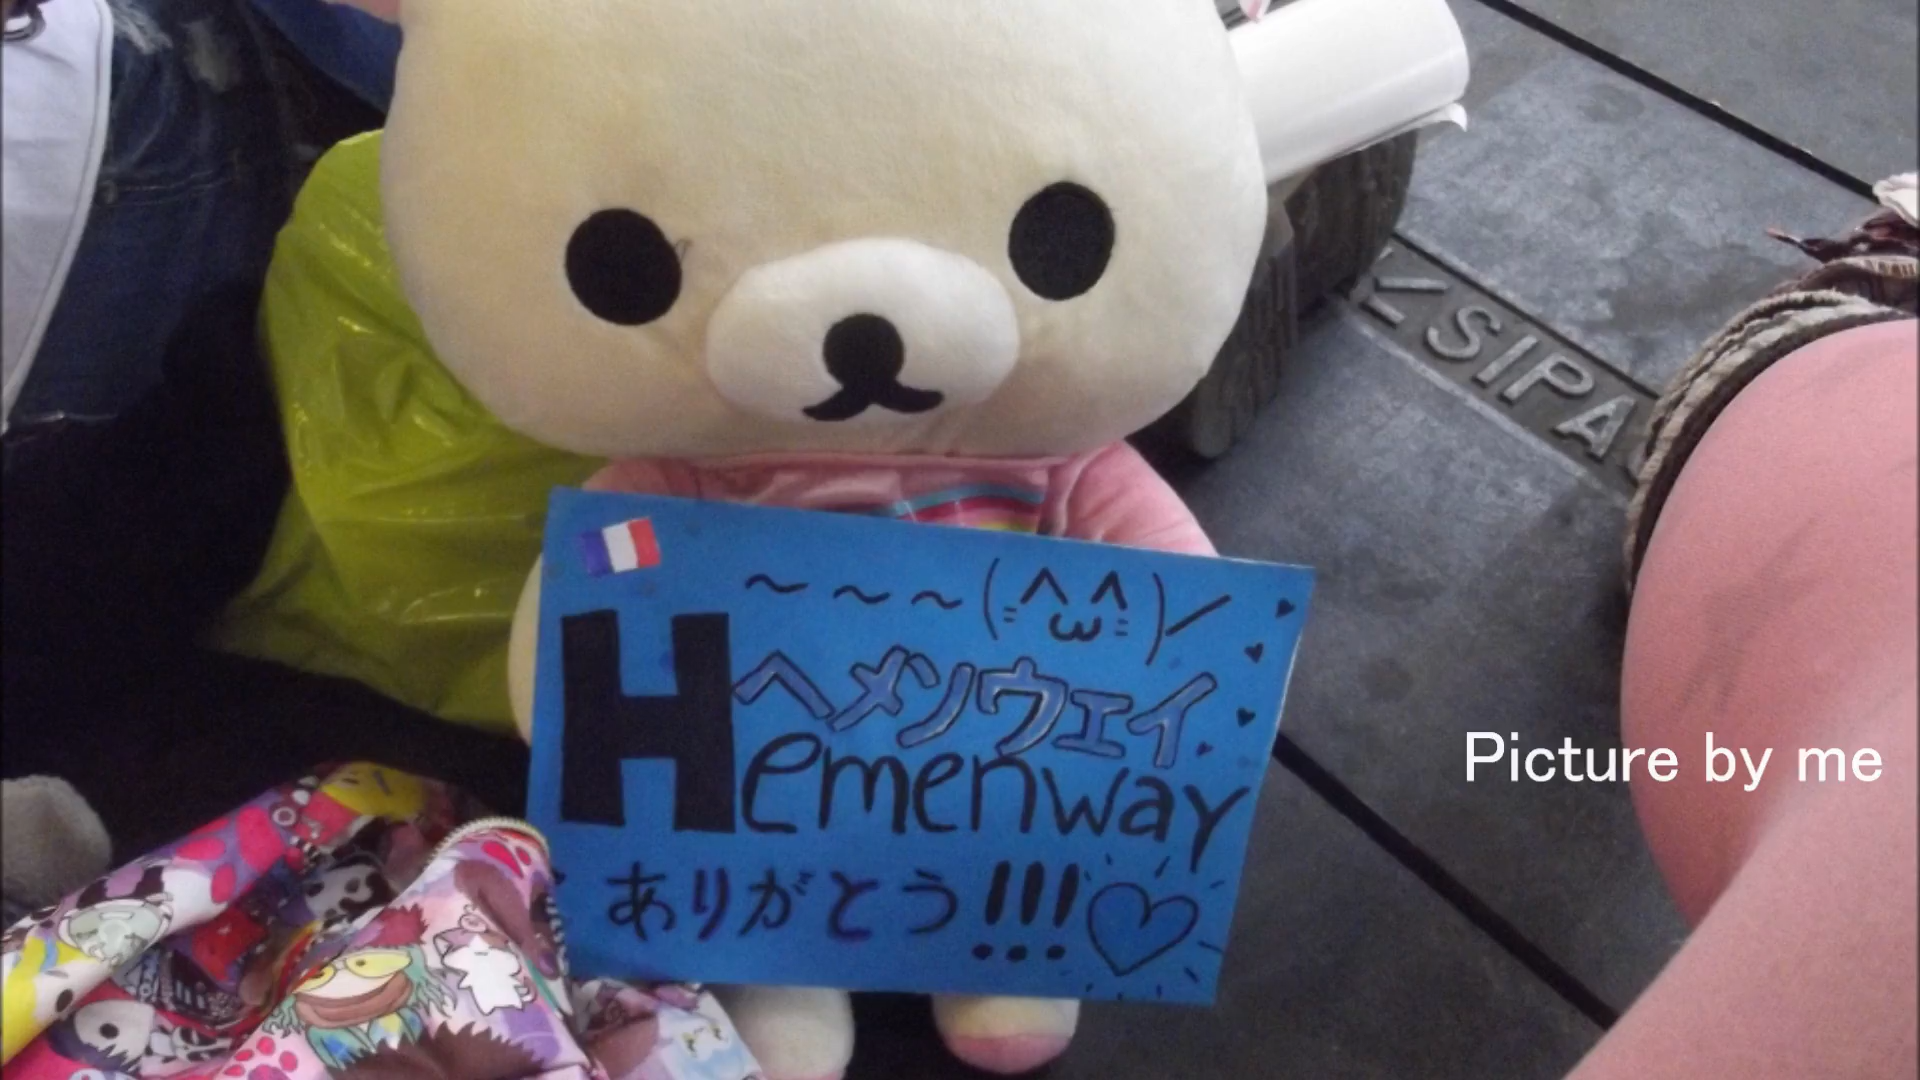 SIPA
~ ~ ~ (=^ω^=)/
ヘメンウェイ
Hemenway
ありがとう!!!♡
Picture by me